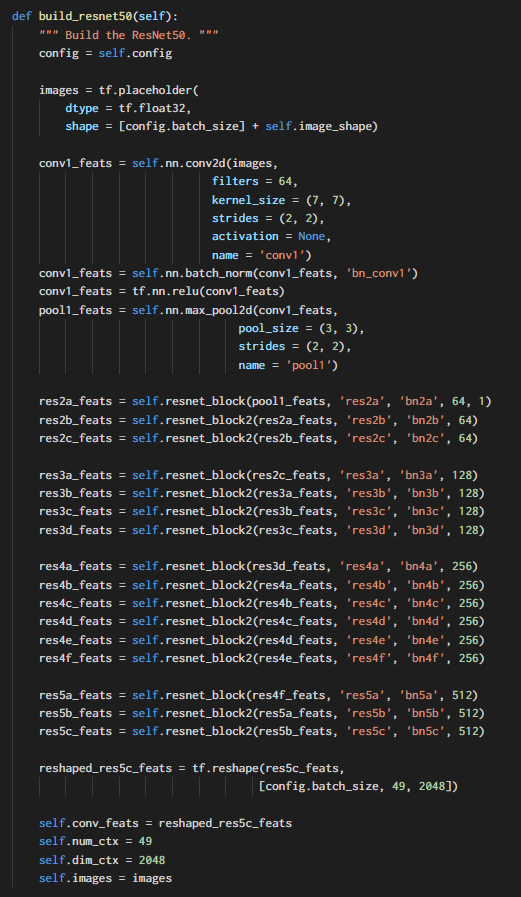 def build_resnet50(self):
    """ Build the ResNet50. """
    config = self.config

    images = tf.placeholder(
        dtype = tf.float32,
        shape = [config.batch_size] + self.image_shape)

    conv1_feats = self.nn.conv2d(images,
                              filters = 64,
                              kernel_size = (7, 7),
                              strides = (2, 2),
                              activation = None,
                              name = 'conv1')
    conv1_feats = self.nn.batch_norm(conv1_feats, 'bn_conv1')
    conv1_feats = tf.nn.relu(conv1_feats)
    pool1_feats = self.nn.max_pool2d(conv1_feats,
                                  pool_size = (3, 3),
                                  strides = (2, 2),
                                  name = 'pool1')

    res2a_feats = self.resnet_block(pool1_feats, 'res2a', 'bn2a', 64, 1)
    res2b_feats = self.resnet_block2(res2a_feats, 'res2b', 'bn2b', 64)
    res2c_feats = self.resnet_block2(res2b_feats, 'res2c', 'bn2c', 64)

    res3a_feats = self.resnet_block(res2c_feats, 'res3a', 'bn3a', 128)
    res3b_feats = self.resnet_block2(res3a_feats, 'res3b', 'bn3b', 128)
    res3c_feats = self.resnet_block2(res3b_feats, 'res3c', 'bn3c', 128)
    res3d_feats = self.resnet_block2(res3c_feats, 'res3d', 'bn3d', 128)

    res4a_feats = self.resnet_block(res3d_feats, 'res4a', 'bn4a', 256)
    res4b_feats = self.resnet_block2(res4a_feats, 'res4b', 'bn4b', 256)
    res4c_feats = self.resnet_block2(res4b_feats, 'res4c', 'bn4c', 256)
    res4d_feats = self.resnet_block2(res4c_feats, 'res4d', 'bn4d', 256)
    res4e_feats = self.resnet_block2(res4d_feats, 'res4e', 'bn4e', 256)
    res4f_feats = self.resnet_block2(res4e_feats, 'res4f', 'bn4f', 256)

    res5a_feats = self.resnet_block(res4f_feats, 'res5a', 'bn5a', 512)
    res5b_feats = self.resnet_block2(res5a_feats, 'res5b', 'bn5b', 512)
    res5c_feats = self.resnet_block2(res5b_feats, 'res5c', 'bn5c', 512)

    reshaped_res5c_feats = tf.reshape(res5c_feats,
                                     [config.batch_size, 49, 2048])

    self.conv_feats = reshaped_res5c_feats
    self.num_ctx = 49
    self.dim_ctx = 2048
    self.images = images